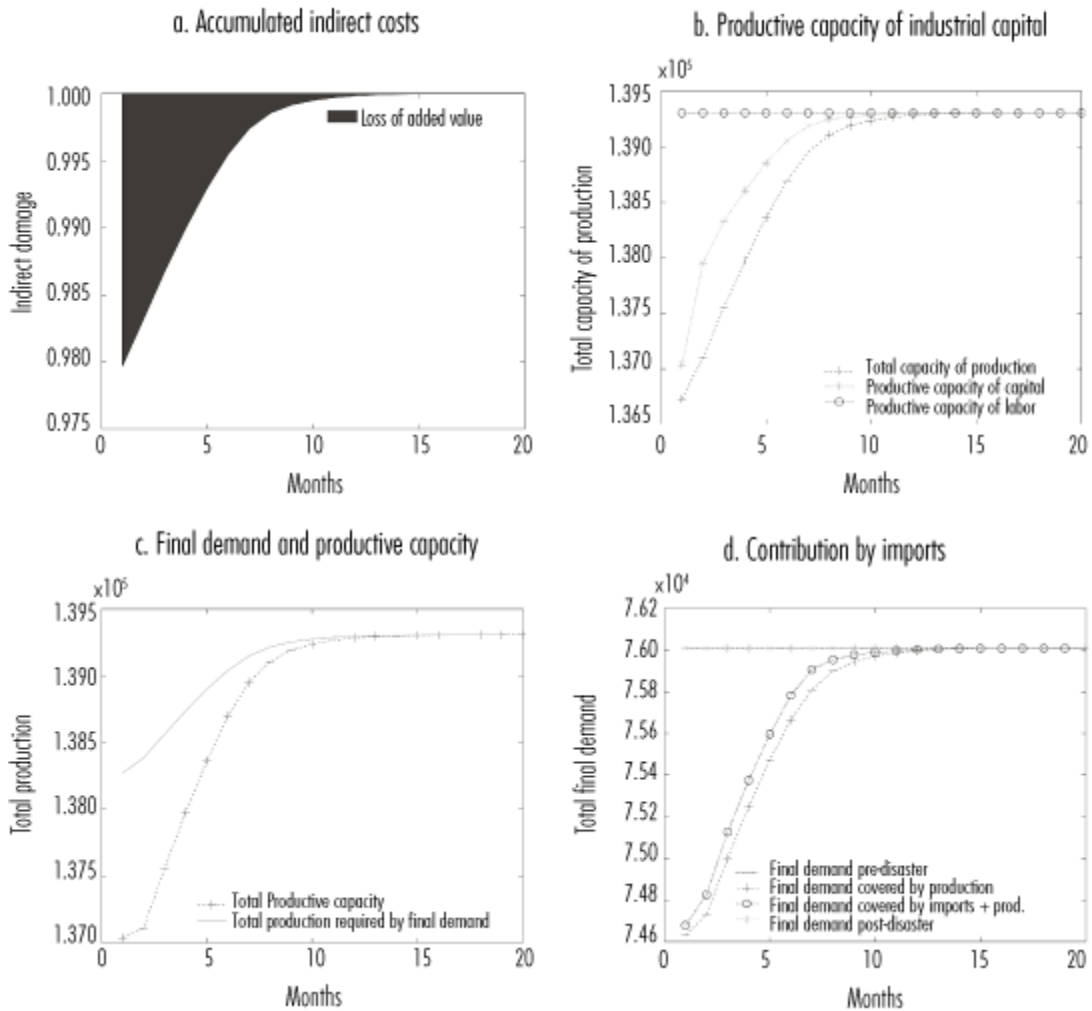 a. Accumulated indirect costs
1.000
0.995
0.990
0.985
0.980
0.975
Indirect damage
Loss of added value
0 5 10 15 20
Months
b. Productive capacity of industrial capital
x10⁵
1.395
1.390
1.385
1.380
1.375
1.370
1.365
Total capacity of production
Total capacity of production
Productive capacity of capital
Productive capacity of labor
0 5 10 15 20
Months
c. Final demand and productive capacity
x10⁵
1.395
1.390
1.385
1.380
1.375
1.370
Total production
Total Productive capacity
Total production required by final demand
0 5 10 15 20
Months
d. Contribution by imports
x10⁴
7.62
7.60
7.58
7.56
7.54
7.52
7.50
7.48
7.46
Total final demand
Final demand pre-disaster
Final demand covered by production
Final demand covered by imports + prod.
Final demand post-disaster
0 5 10 15 20
Months